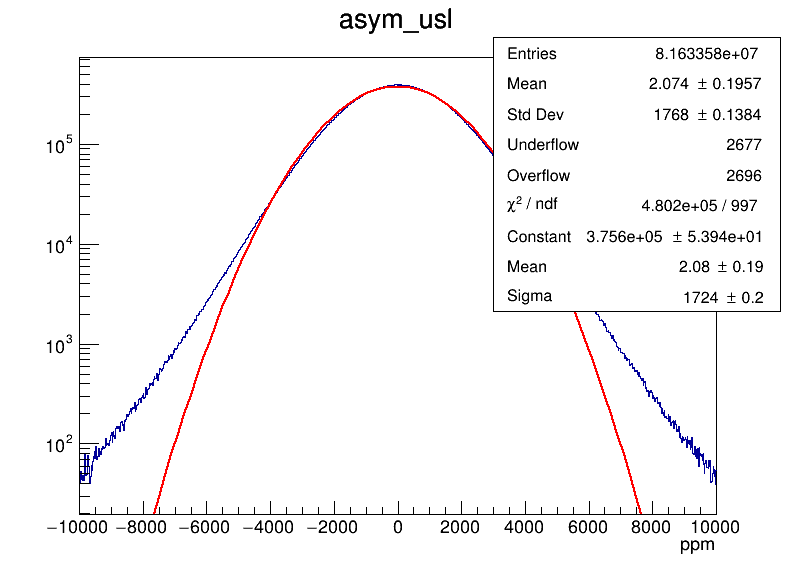 asym_usl
Entries 8.163358e+07
Mean 2.074 ± 0.1957
Std Dev 1768 ± 0.1384
Underflow 2677
Overflow 2696
χ² / ndf 4.802e+05 / 997
Constant 3.756e+05 ± 5.394e+01
Mean 2.08 ± 0.19
Sigma 1724 ± 0.2
10⁵
10⁴
10³
10²
−10000 −8000 −6000 −4000 −2000 0 2000 4000 6000 8000 10000
ppm